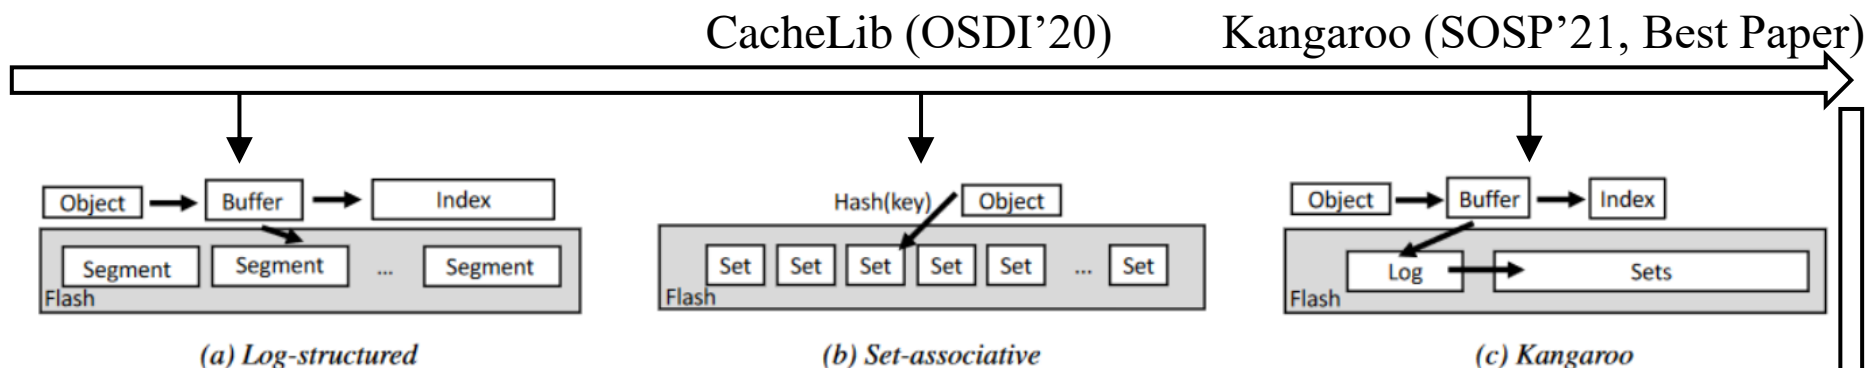 CacheLib (OSDI’20)
Kangaroo (SOSP’21, Best Paper)
Object
Buffer
Index
Segment
Segment
...
Segment
Flash
(a) Log-structured
Hash(key)
Object
Set
Set
Set
Set
Set
...
Set
Flash
(b) Set-associative
Object
Buffer
Index
Log
Sets
Flash
(c) Kangaroo